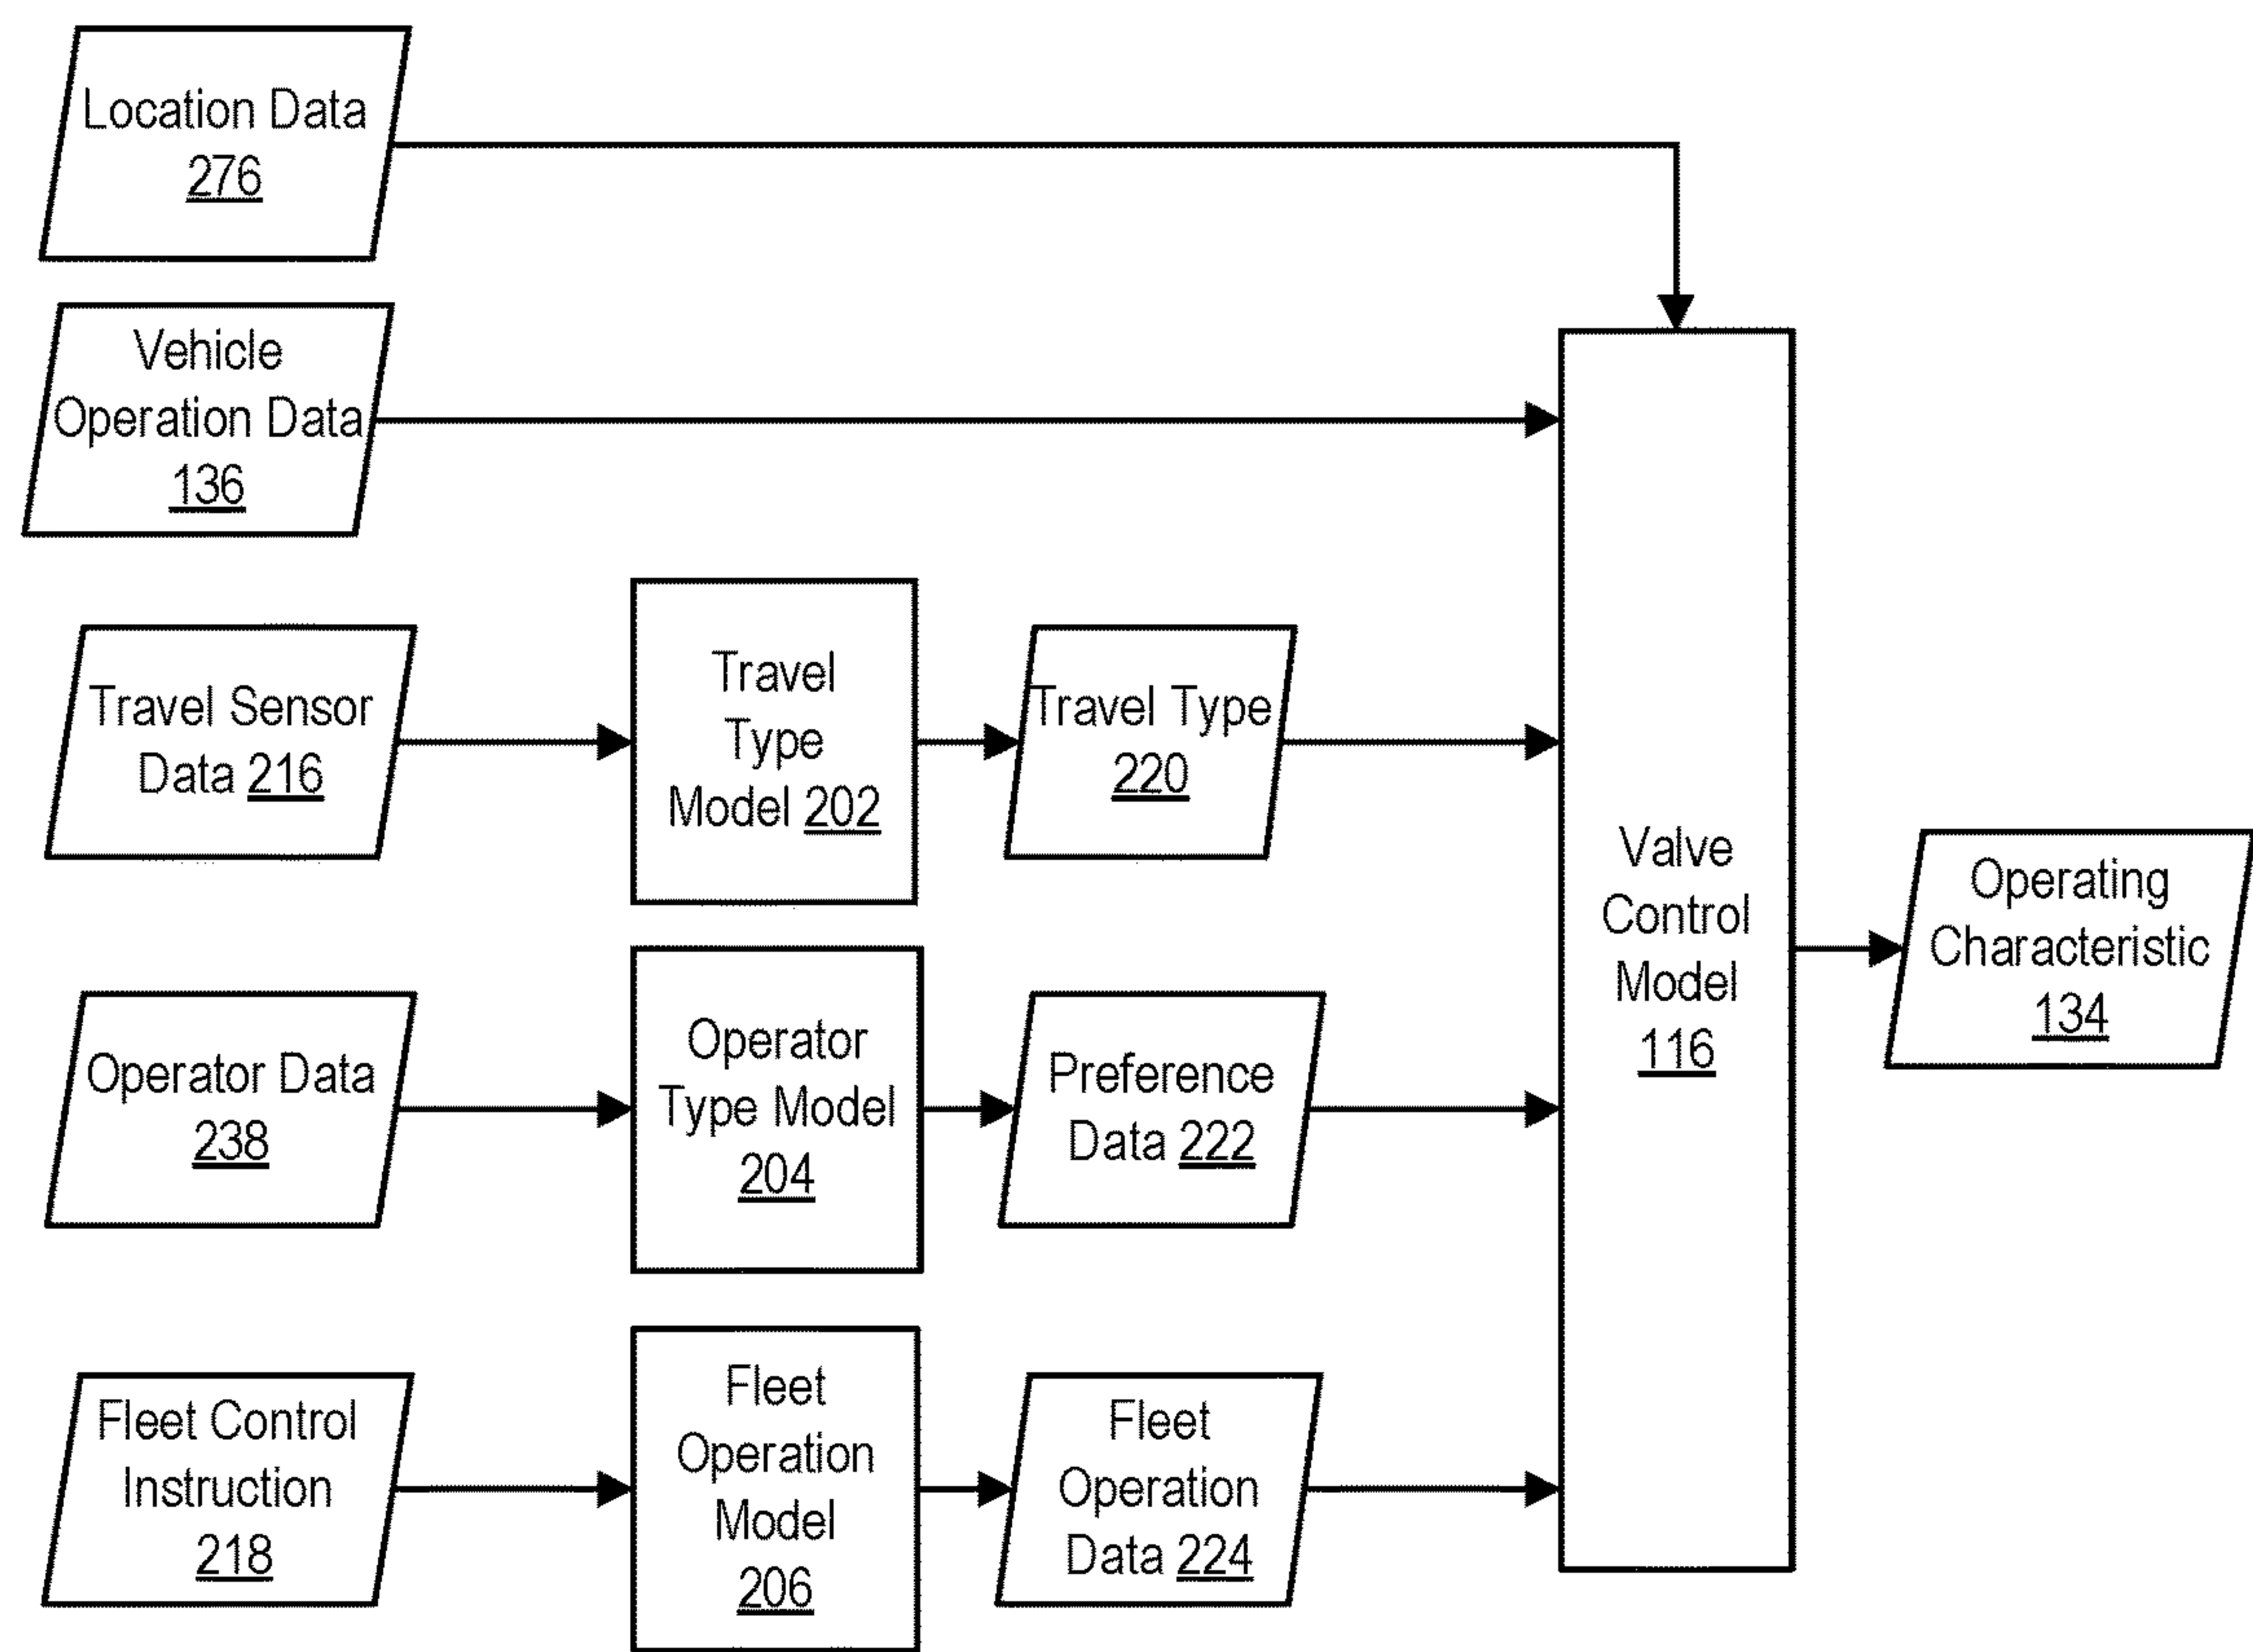 Location Data
276
Vehicle
Operation Data
136
Travel Sensor
Data 216
Travel
Type
Model 202
Travel Type
220
Operator Data
238
Operator
Type Model
204
Preference
Data 222
Fleet Control
Instruction
218
Fleet
Operation
Model
206
Fleet
Operation
Data 224
Valve
Control
Model
116
Operating
Characteristic
134